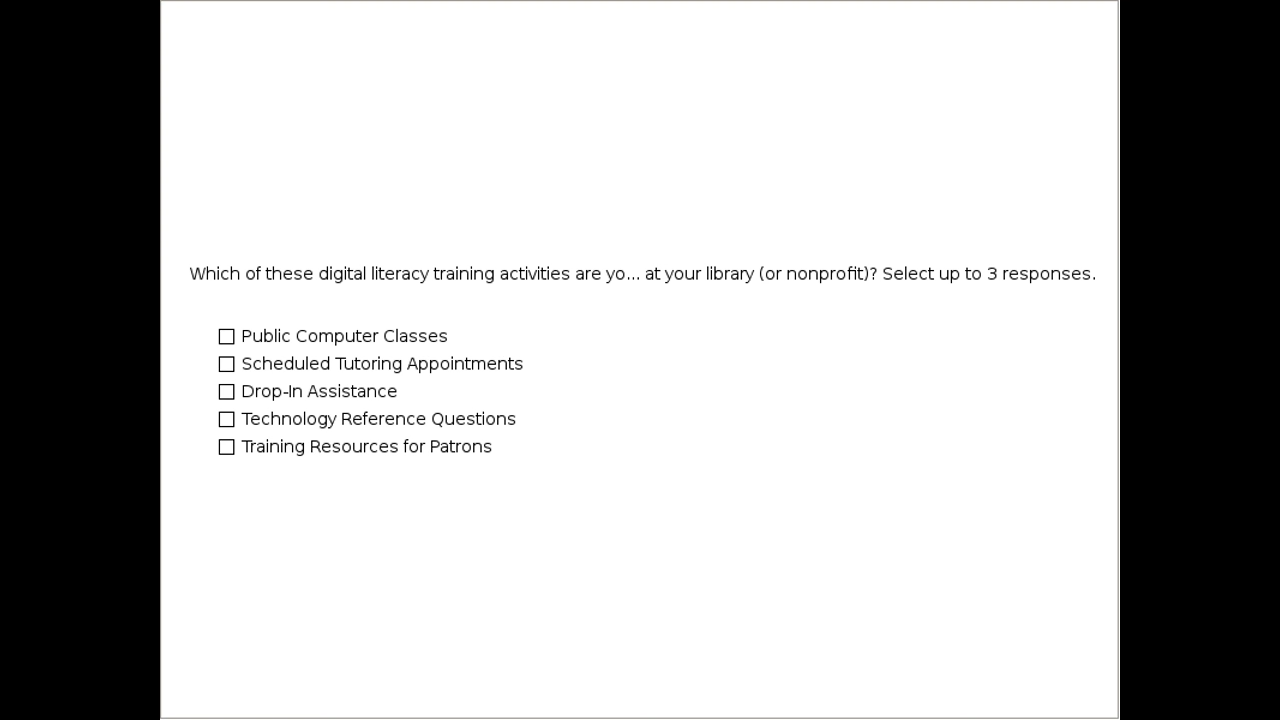 Which of these digital literacy training activities are yo... at your library (or nonprofit)? Select up to 3 responses.
Public Computer Classes
Scheduled Tutoring Appointments
Drop-In Assistance
Technology Reference Questions
Training Resources for Patrons